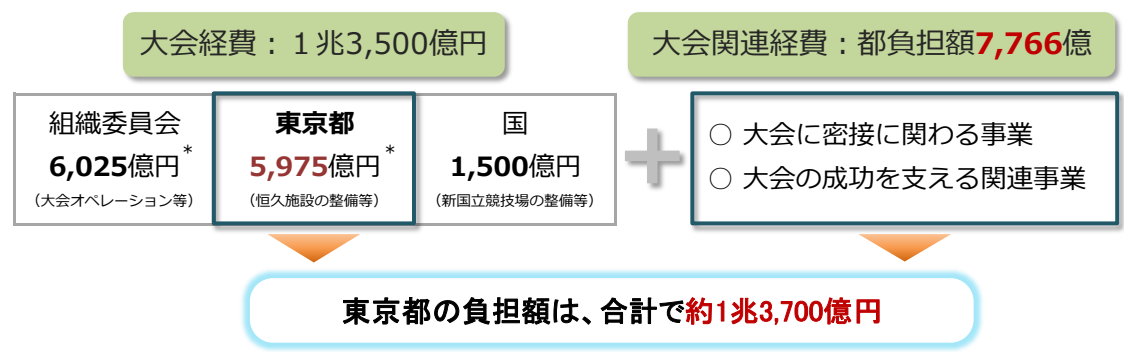 大会経費：１兆3,500億円
大会関連経費：都負担額7,766億
組織委員会
6,025億円*
（大会オペレーション等）
東京都
5,975億円*
（恒久施設の整備等）
国
1,500億円
（新国立競技場の整備等）
+
○ 大会に密接に関わる事業
○ 大会の成功を支える関連事業
東京都の負担額は、合計で約1兆3,700億円